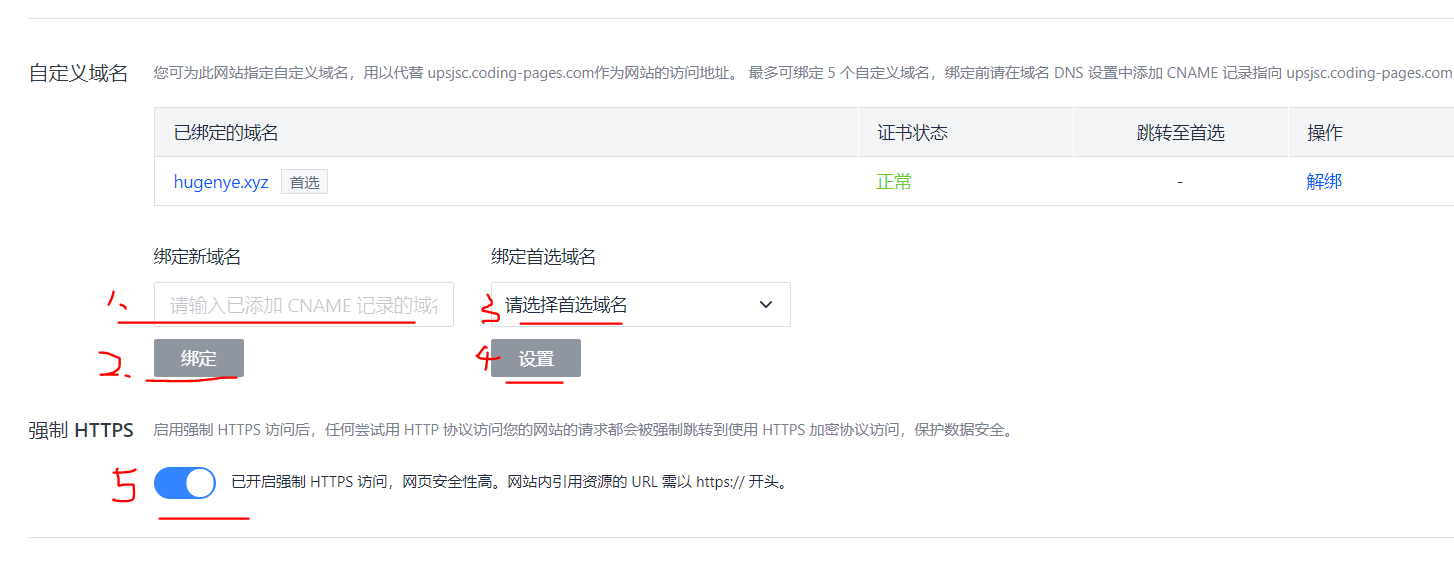 自定义域名 您可为此网站指定自定义域名，用以代替 upsjsc.coding-pages.com作为网站的访问地址。 最多可绑定 5 个自定义域名，绑定前请在域名 DNS 设置中添加 CNAME 记录指向 upsjsc.coding-pages.com
已绑定的域名 证书状态 跳转至首选 操作
hugenye.xyz 首选 正常 - 解绑
绑定新域名 绑定首选域名
1、 请输入已添加 CNAME 记录的域 3 请选择首选域名
2. 绑定 4 设置
强制 HTTPS 启用强制 HTTPS 访问后，任何尝试用 HTTP 协议访问您的网站的请求都会被强制跳转到使用 HTTPS 加密协议访问，保护数据安全。
5 已开启强制 HTTPS 访问，网页安全性高。网站内引用资源的 URL 需以 https:// 开头。